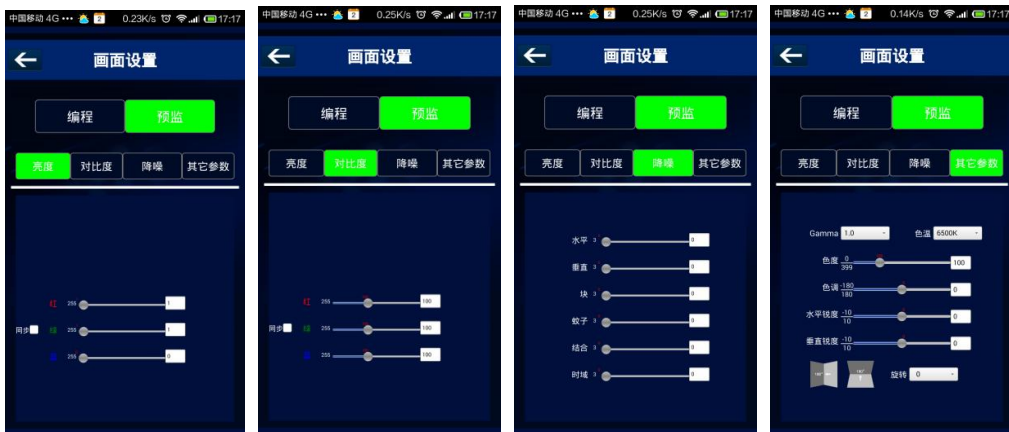 中国移动 4G ••• 2 0.23K/s 17:17
画面设置
编程 预监
亮度 对比度 降噪 其它参数
红 255 1
同步 绿 255 1
蓝 255 0
中国移动 4G ••• 2 0.25K/s 17:17
画面设置
编程 预监
亮度 对比度 降噪 其它参数
红 255 100
同步 绿 255 100
蓝 255 100
中国移动 4G ••• 2 0.25K/s 17:17
画面设置
编程 预监
亮度 对比度 降噪 其它参数
水平 3 0
垂直 3 0
块 3 0
蚊子 3 0
结合 3 0
时域 3 0
中国移动 4G ••• 2 0.14K/s 17:17
画面设置
编程 预监
亮度 对比度 降噪 其它参数
Gamma 1.0 色温 6500K
色度 0 399 100
色调 -180 180 0
水平锐度 -10 10 0
垂直锐度 -10 10 0
旋转 0